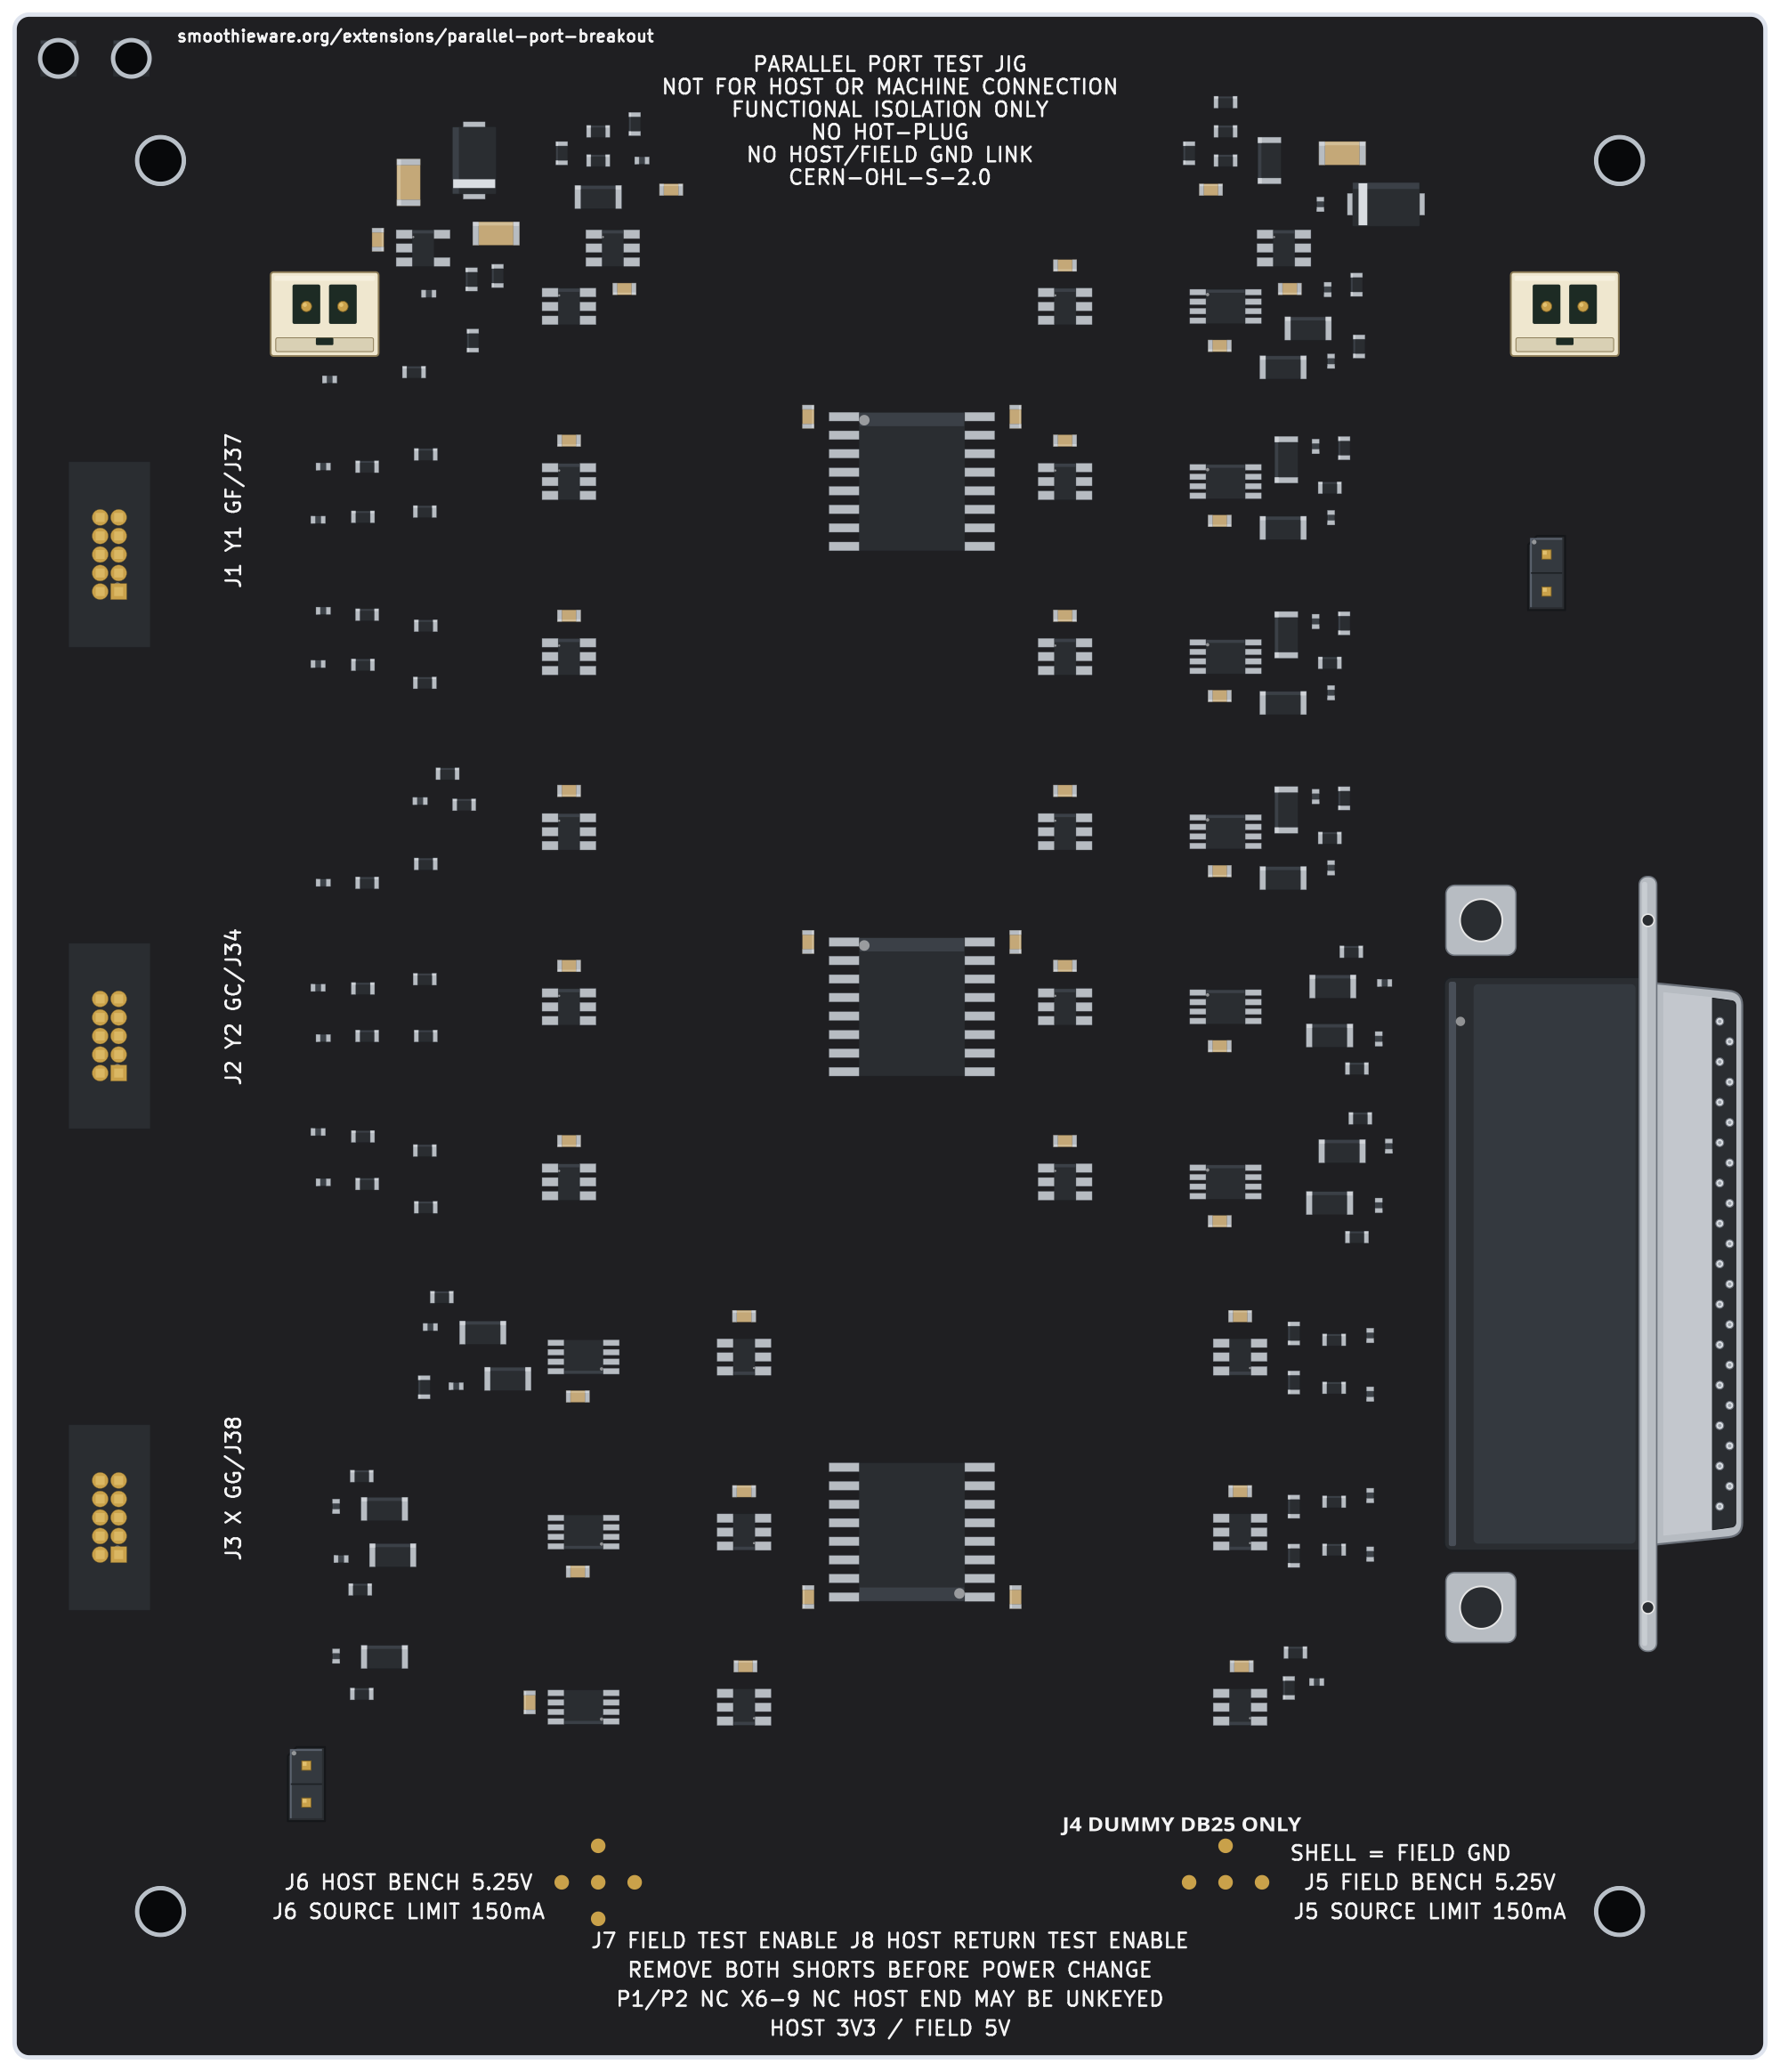 smoothieware.org/extensions/parallel-port-breakout
PARALLEL PORT TEST JIG
NOT FOR HOST OR MACHINE CONNECTION
FUNCTIONAL ISOLATION ONLY
NO HOT-PLUG
NO HOST/FIELD GND LINK
CERN-OHL-S-2.0
J1 Y1 GF/J37
J2 Y2 GC/J34
J3 X GG/J38
J4 DUMMY DB25 ONLY
SHELL = FIELD GND
J6 HOST BENCH 5.25V
J5 FIELD BENCH 5.25V
J6 SOURCE LIMIT 150mA
J5 SOURCE LIMIT 150mA
J7 FIELD TEST ENABLE J8 HOST RETURN TEST ENABLE
REMOVE BOTH SHORTS BEFORE POWER CHANGE
P1/P2 NC X6-9 NC HOST END MAY BE UNKEYED
HOST 3V3 / FIELD 5V